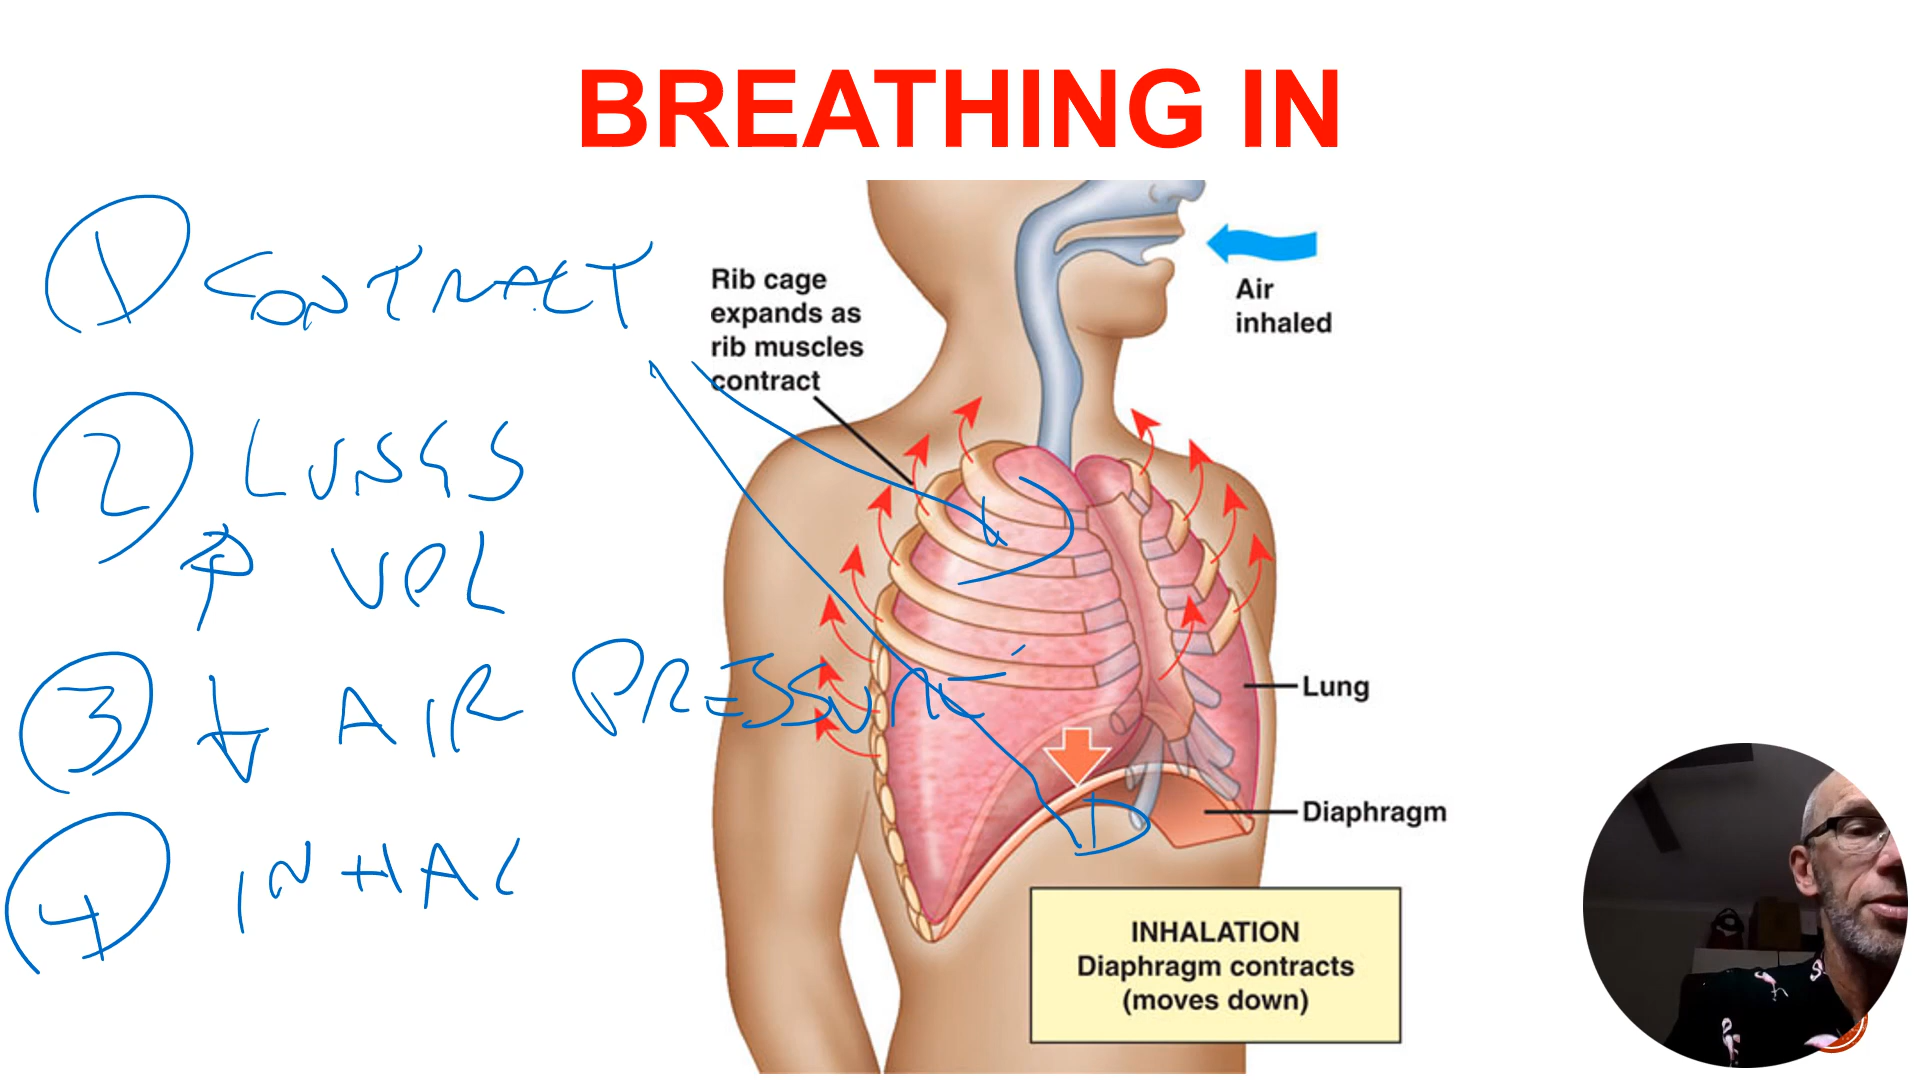 BREATHING IN
1 CONTRACT
2 LUNGS
↑ VOL
3 ↓ AIR PRESSURE
4 INHAL
Rib cage
expands as
rib muscles
contract
Air
inhaled
Lung
Diaphragm
D
INHALATION
Diaphragm contracts
(moves down)